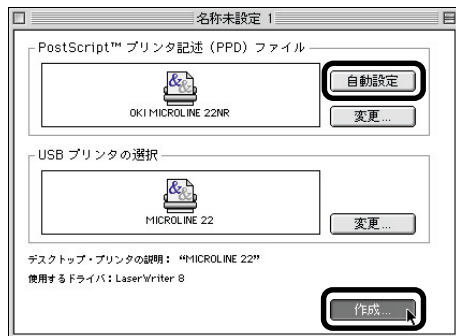 名称未設定 1
PostScript™ プリンタ記述（PPD）ファイル
OKI MICROLINE 22NR
自動設定
変更...
USB プリンタの選択
MICROLINE 22
変更...
デスクトップ・プリンタの説明： “MICROLINE 22”
使用するドライバ：LaserWriter 8
作成...